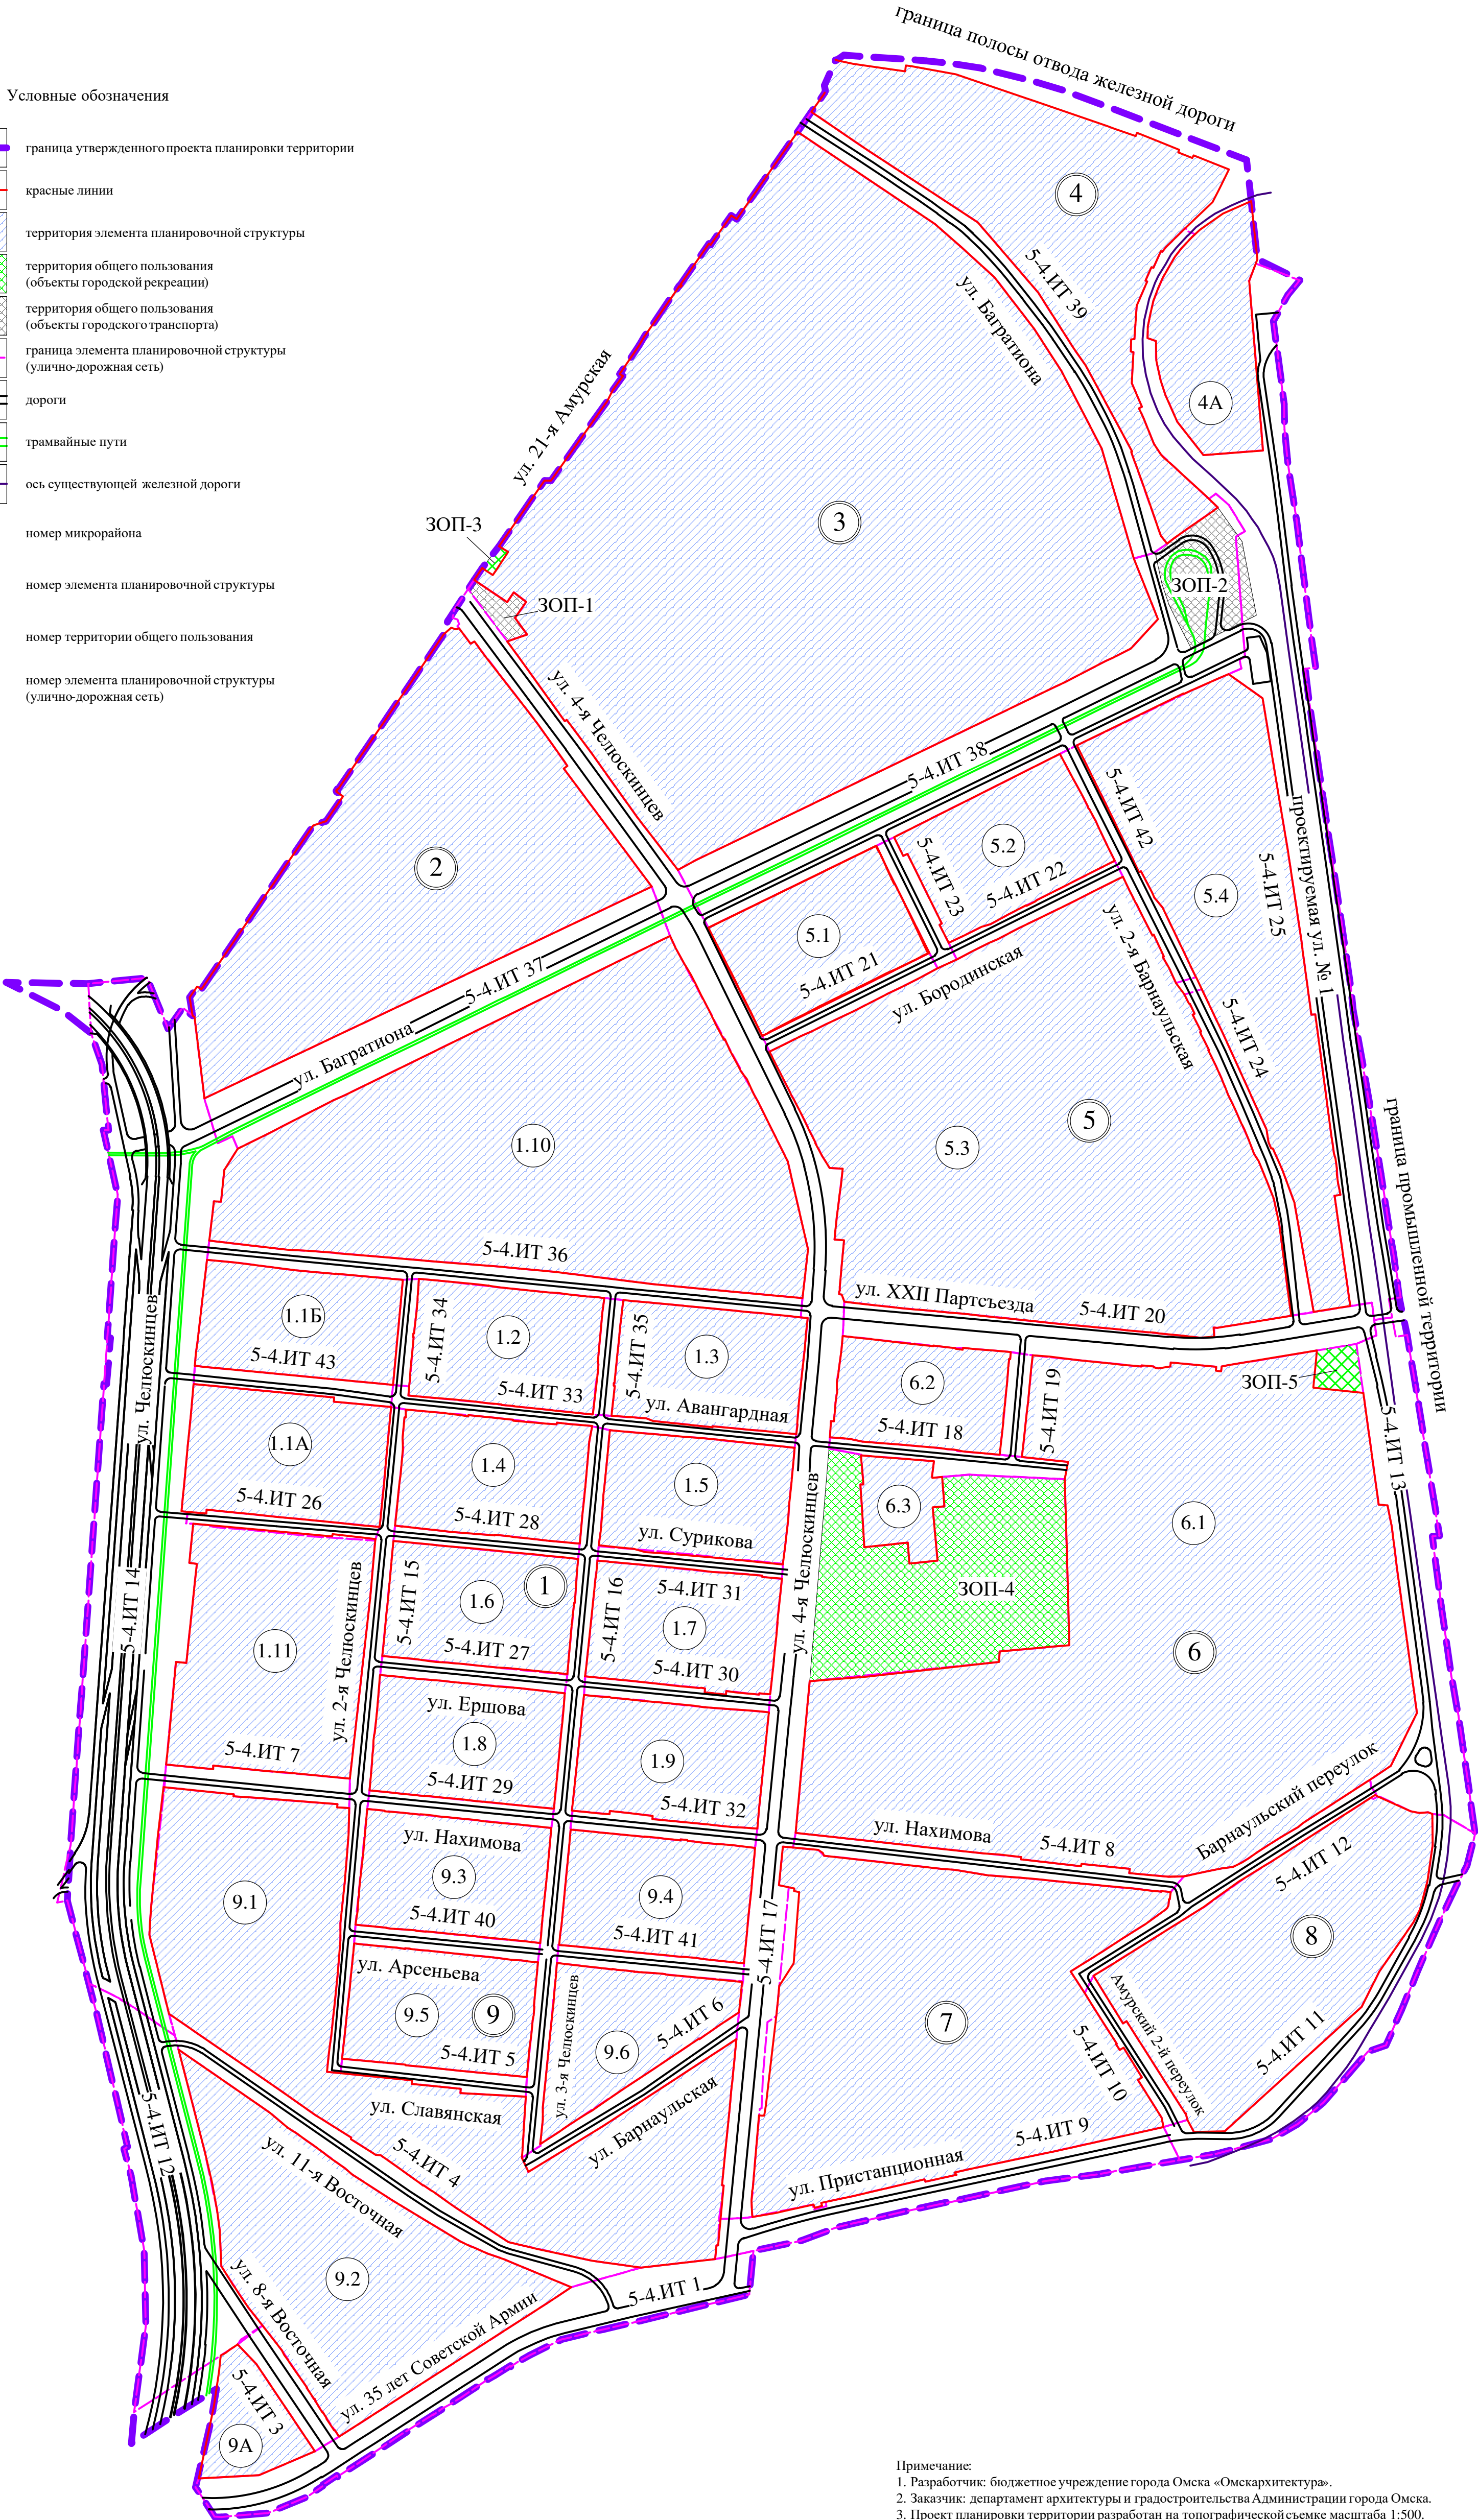 граница полосы отвода железной дороги
Условные обозначения
граница утвержденного проекта планировки территории
красные линии
территория элемента планировочной структуры
территория общего пользования
(объекты городской рекреации)
территория общего пользования
(объекты городского транспорта)
граница элемента планировочной структуры
(улично-дорожная сеть)
дороги
трамвайные пути
ось существующей железной дороги
номер микрорайона
номер элемента планировочной структуры
номер территории общего пользования
номер элемента планировочной структуры
(улично-дорожная сеть)
4
5-4.ИТ 39
ул. Багратиона
4А
ул. 21-я Амурская
3
ЗОП-3
ЗОП-1
ЗОП-2
ул. 4-я Челюскинцев
5-4.ИТ 38
5-4.ИТ 42
проектируемая ул. № 1
2
5.2
5-4.ИТ 23
5-4.ИТ 22
5.4
5-4.ИТ 25
5.1
5-4.ИТ 21
ул. Бородинская
ул. 2-я Барнаульская
5-4.ИТ 37
ул. Багратиона
5-4.ИТ 24
граница промышленной территории
1.10
5.3
5
5-4.ИТ 36
ул. XXII Партсъезда
5-4.ИТ 20
ул. Челюскинцев
1.1Б
5-4.ИТ 34
1.2
5-4.ИТ 35
1.3
5-4.ИТ 43
5-4.ИТ 33
ул. Авангардная
6.2
5-4.ИТ 18
5-4.ИТ 19
ЗОП-5
5-4.ИТ 13
1.1А
1.4
1.5
6.3
6.1
5-4.ИТ 26
5-4.ИТ 28
ул. Сурикова
ул. 4-я Челюскинцев
5-4.ИТ 14
ул. 2-я Челюскинцев
5-4.ИТ 15
1.6
1
5-4.ИТ 16
5-4.ИТ 31
ЗОП-4
1.11
5-4.ИТ 27
1.7
5-4.ИТ 30
6
ул. Ершова
5-4.ИТ 7
1.8
1.9
5-4.ИТ 29
5-4.ИТ 32
Барнаульский переулок
ул. Нахимова
ул. Нахимова
5-4.ИТ 8
5-4.ИТ 12
9.1
9.3
9.4
5-4.ИТ 40
5-4.ИТ 41
5-4.ИТ 17
8
ул. Арсеньева
9.5
9
ул. 3-я Челюскинцев
5-4.ИТ 6
7
Амурский 2-й переулок
5-4.ИТ 10
5-4.ИТ 11
5-4.ИТ 5
9.6
5-4.ИТ 12
ул. Славянская
ул. Барнаульская
5-4.ИТ 4
ул. 11-я Восточная
ул. Пристанционная
5-4.ИТ 9
9.2
ул. 8-я Восточная
5-4.ИТ 1
ул. 35 лет Советской Армии
5-4.ИТ 3
9А
Примечание:
1. Разработчик: бюджетное учреждение города Омска «Омскархитектура».
2. Заказчик: департамент архитектуры и градостроительства Администрации города Омска.
3. Проект планировки территории разработан на топографической съемке масштаба 1:500.